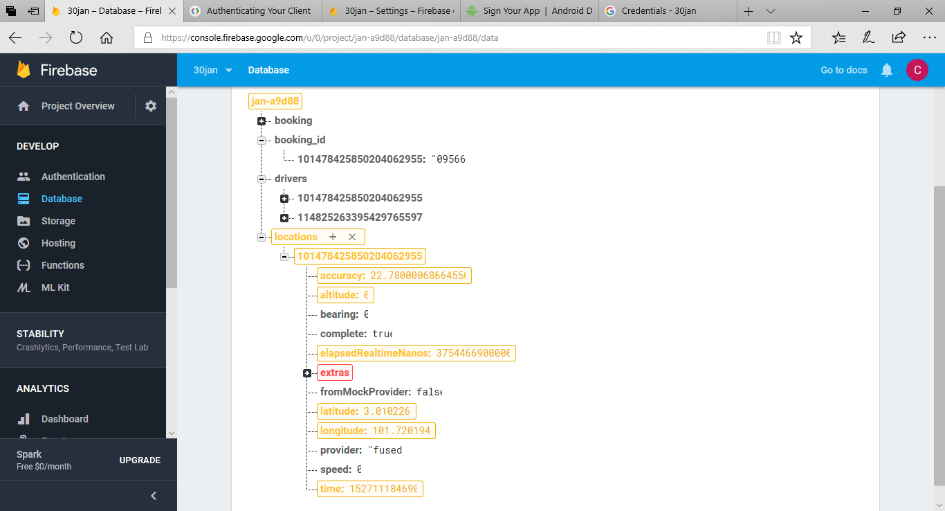 30jan – Database – Firel
Authenticating Your Client
30jan – Settings – Firebase
Sign Your App | Android D
Credentials - 30jan
https://console.firebase.google.com/u/0/project/jan-a9d88/database/jan-a9d88/data
Firebase
30jan
Database
Go to docs
C
Project Overview
DEVELOP
Authentication
Database
Storage
Hosting
Functions
ML Kit
STABILITY
Crashlytics, Performance, Test Lab
ANALYTICS
Dashboard
Spark
Free $0/month
UPGRADE
jan-a9d88
booking
booking_id
101478425850204062955: "09566
drivers
101478425850204062955
114825263395429765597
locations + ×
101478425850204062955
accuracy: 22.780000686645
altitude: 0
bearing: 0
complete: true
elapsedRealtimeNanos: 3754466900000
extras
fromMockProvider: false
latitude: 3.010226
longitude: 101.720194
provider: "fused
speed: 0
time: 152711184690